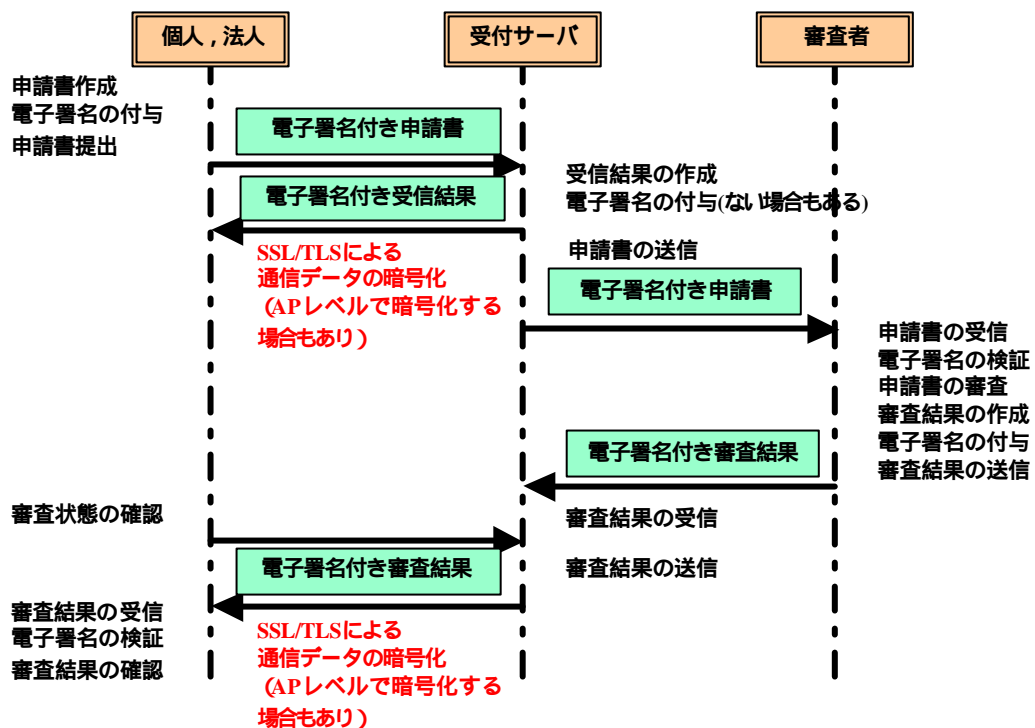 個人，法人
受付サーバ
審査者
申請書作成
電子署名の付与
申請書提出
電子署名付き申請書
電子署名付き受信結果
受信結果の作成
電子署名の付与(ない場合もある)
SSL/TLSによる
通信データの暗号化
（APレベルで暗号化する
場合もあり）
申請書の送信
電子署名付き申請書
申請書の受信
電子署名の検証
申請書の審査
審査結果の作成
電子署名の付与
審査結果の送信
電子署名付き審査結果
審査状態の確認
審査結果の受信
電子署名付き審査結果
審査結果の送信
審査結果の受信
電子署名の検証
審査結果の確認
SSL/TLSによる
通信データの暗号化
（APレベルで暗号化する
場合もあり）